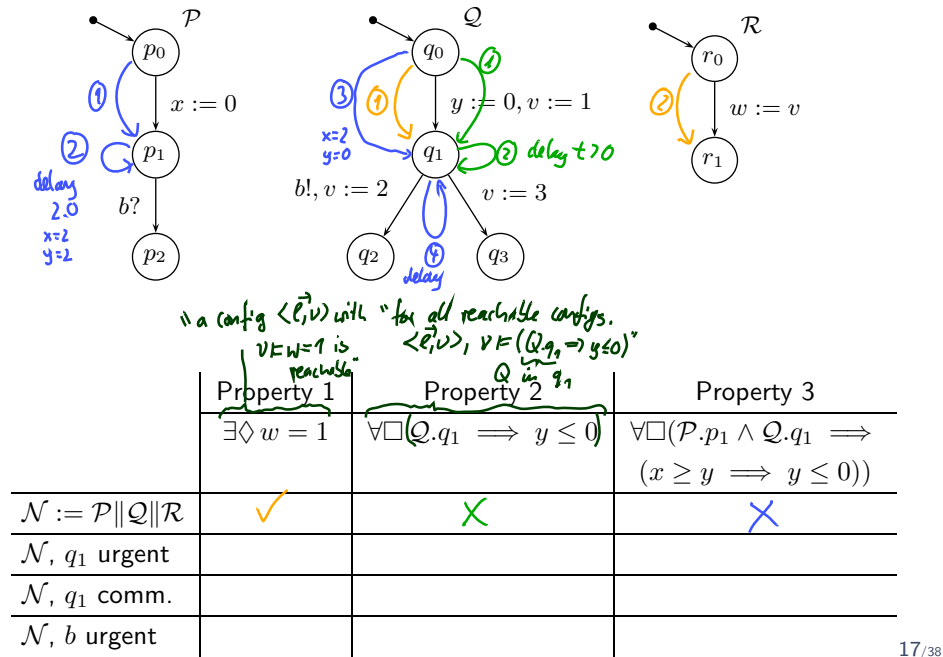 P
Q
R
p₀
q₀
r₀
①
③
①
①
②
x := 0
y := 0, v := 1
w := v
x=2
y=0
②
p₁
q₁
② delay t>0
r₁
delay
2.0
x=2
y=2
b?
b!, v := 2
v := 3
p₂
q₂
④
q₃
delay
"a config ⟨ℓ⃗,ν⟩ with
ν ⊨ w=1 is
reachable"
"for all reachable configs.
⟨ℓ⃗,ν⟩, ν ⊨ (Q.q₁ ⟹ y≤0)"
Q in q₁
Property 1 Property 2 Property 3
∃◊ w = 1 ∀□(Q.q₁ ⟹ y ≤ 0) ∀□(P.p₁ ∧ Q.q₁ ⟹
(x ≥ y ⟹ y ≤ 0))
N := P‖Q‖R ✓ ✗ ✗
N, q₁ urgent
N, q₁ comm.
N, b urgent
17/38